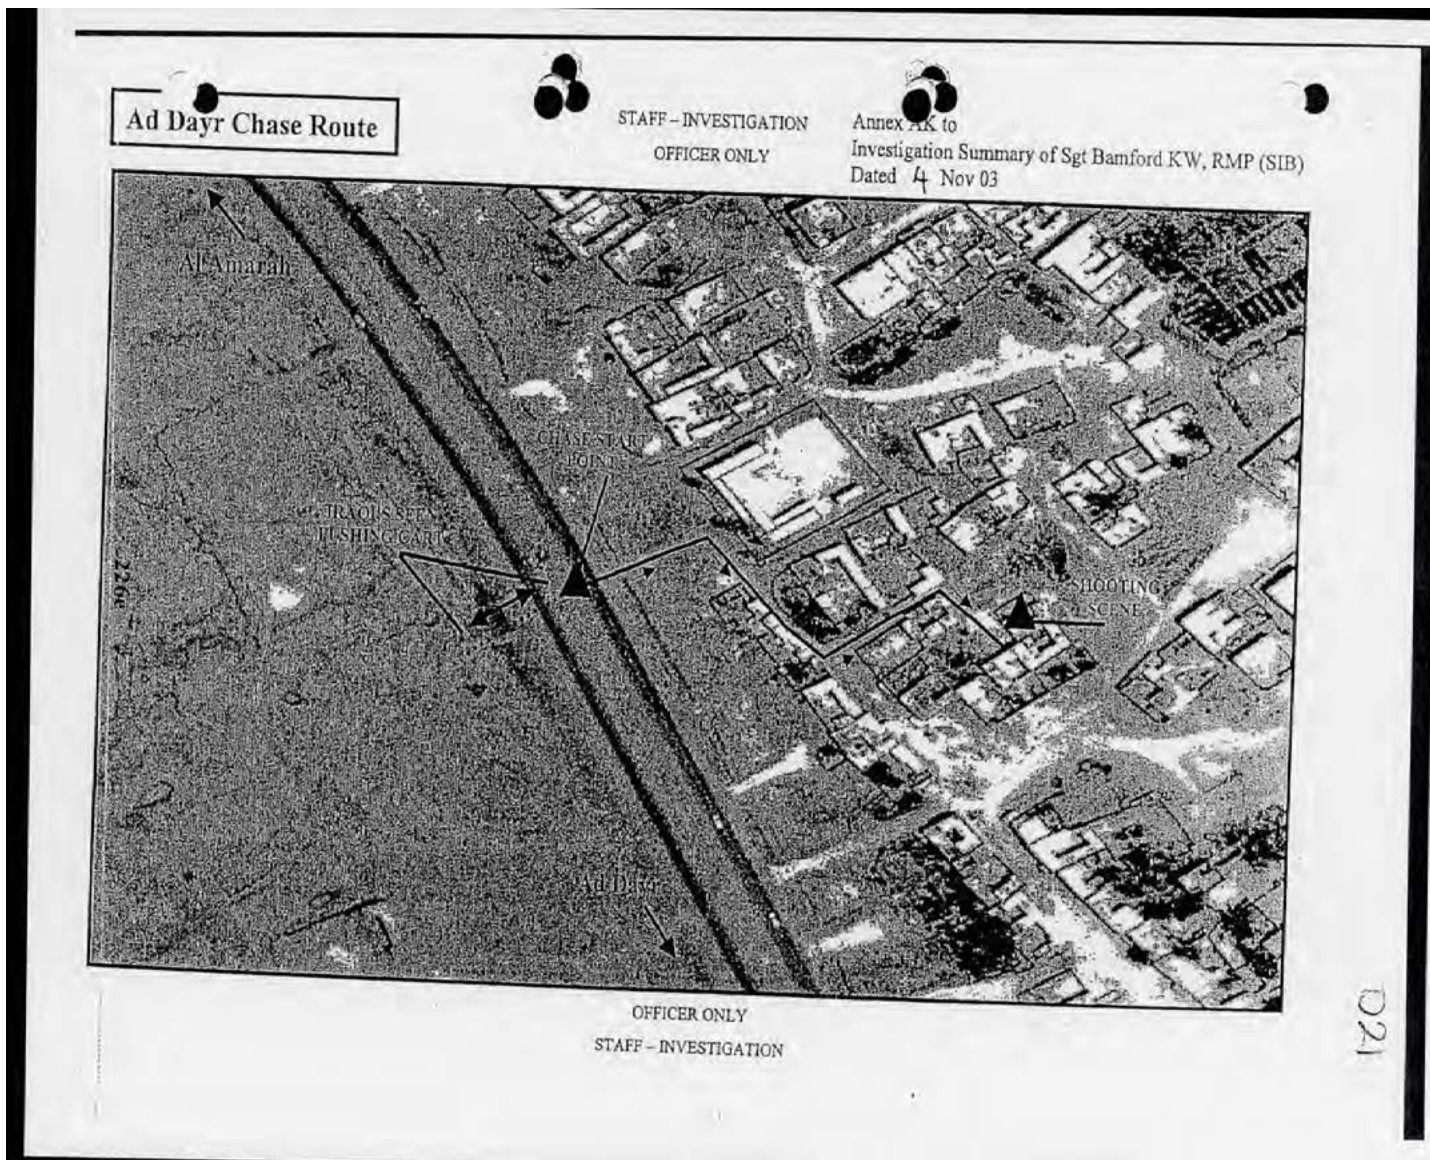 Ad Dayr Chase Route
STAFF – INVESTIGATION
OFFICER ONLY
Annex AK to
Investigation Summary of Sgt Bamford KW, RMP (SIB)
Dated 4 Nov 03
Al Amarah
CHASE START
POINT
IRAQIS SEEN
PUSHING CART
SHOOTING
SCENE
226e
Ad Dayr
OFFICER ONLY
STAFF – INVESTIGATION
D21